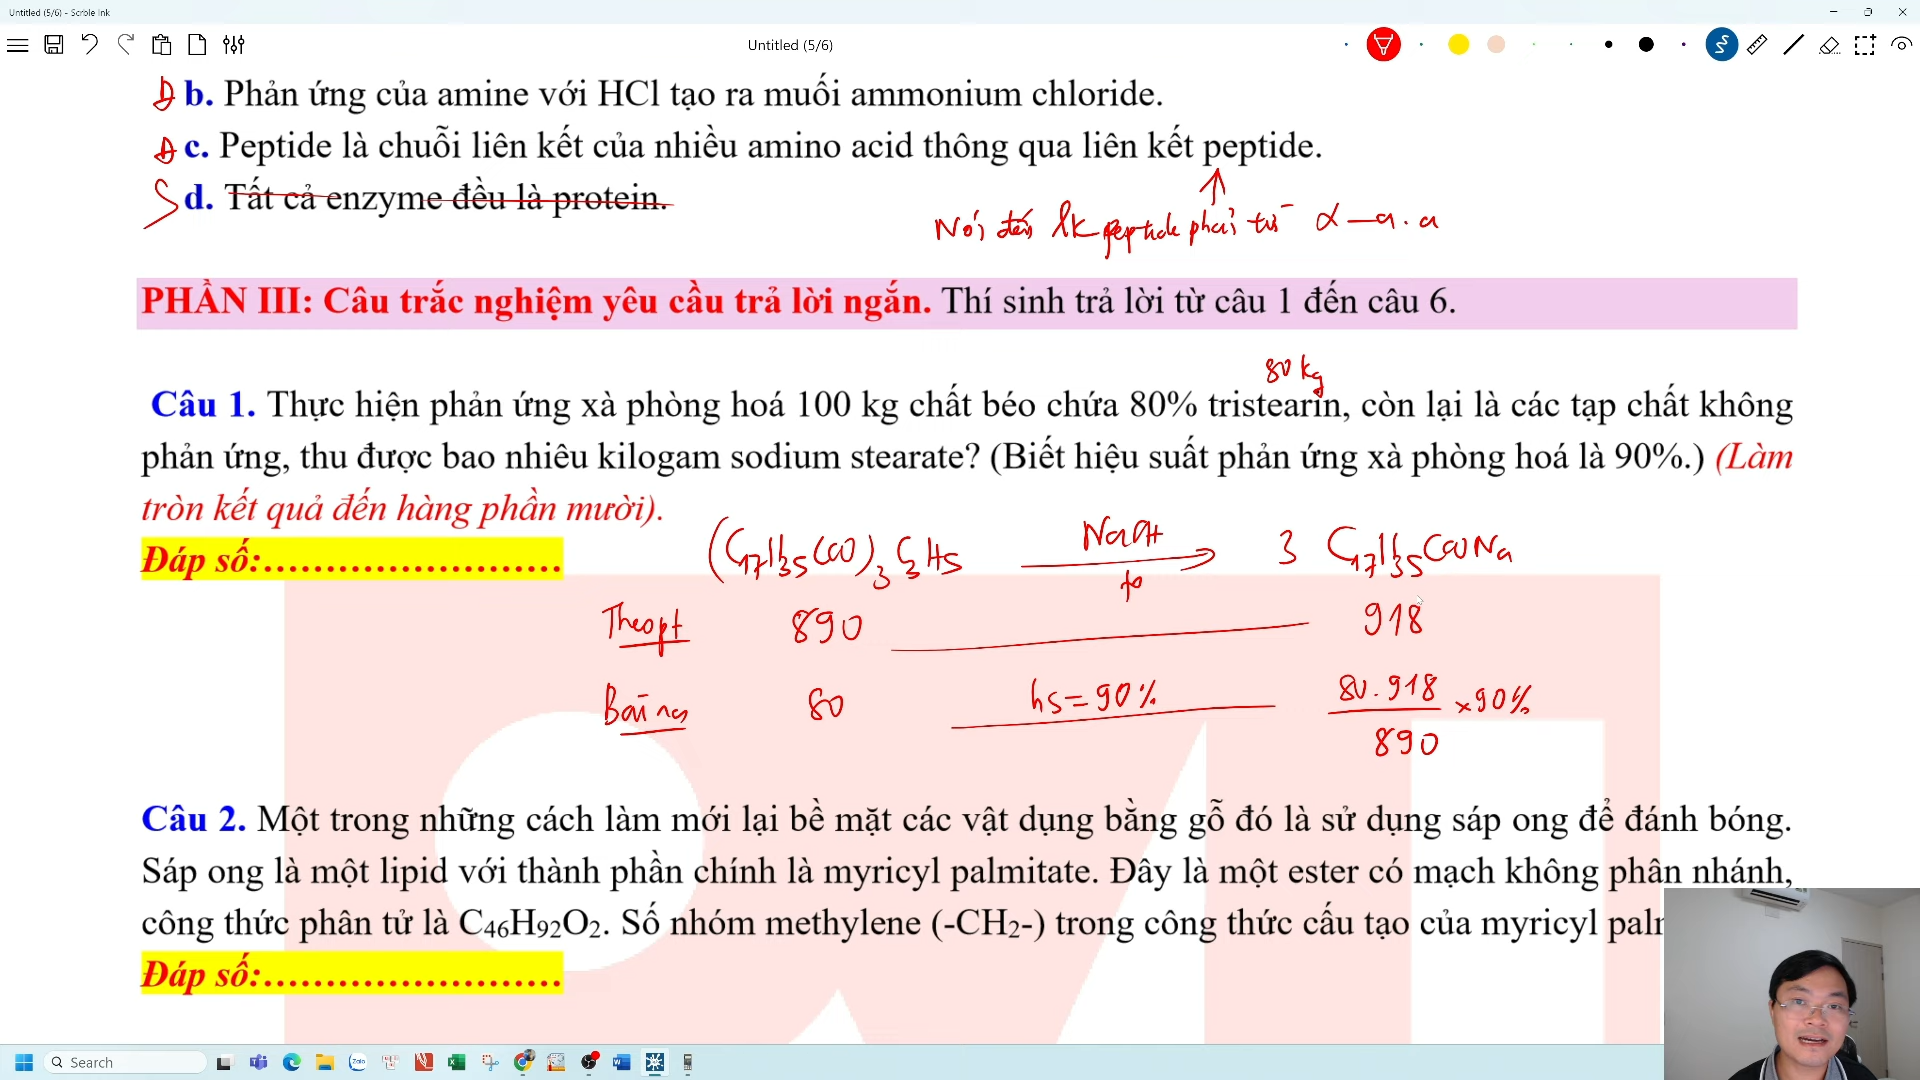 Untitled (5/6) - Scrble Ink
Untitled (5/6)
Đ b. Phản ứng của amine với HCl tạo ra muối ammonium chloride.
Đ c. Peptide là chuỗi liên kết của nhiều amino acid thông qua liên kết peptide.
S d. Tất cả enzyme đều là protein.
Nói đến lk peptide phải từ α-a.a
PHẦN III: Câu trắc nghiệm yêu cầu trả lời ngắn. Thí sinh trả lời từ câu 1 đến câu 6.
80 kg
Câu 1. Thực hiện phản ứng xà phòng hoá 100 kg chất béo chứa 80% tristearin, còn lại là các tạp chất không
phản ứng, thu được bao nhiêu kilogam sodium stearate? (Biết hiệu suất phản ứng xà phòng hoá là 90%.) (Làm
tròn kết quả đến hàng phần mười).
Đáp số:........................
(C17H35COO)3C3H5 NaOH t° 3 C17H35COONa
Theo pt 890 918
Bài ra 80 hs=90% 80.918 ×90%
890
Câu 2. Một trong những cách làm mới lại bề mặt các vật dụng bằng gỗ đó là sử dụng sáp ong để đánh bóng.
Sáp ong là một lipid với thành phần chính là myricyl palmitate. Đây là một ester có mạch không phân nhánh,
công thức phân tử là C46H92O2. Số nhóm methylene (-CH2-) trong công thức cấu tạo của myricyl paln
Đáp số:........................
Search